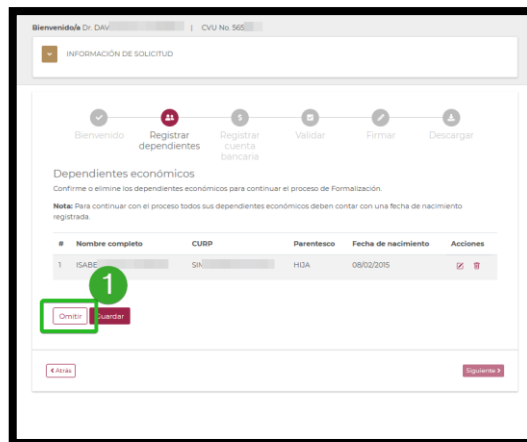 Bienvenido/a Dr. DAV | CVU No. 565
INFORMACIÓN DE SOLICITUD
Bienvenido
Registrar
dependientes
Registrar
cuenta
bancaria
Validar
Firmar
Descargar
Dependientes económicos
Confirme o elimine los dependientes económicos para continuar el proceso de Formalización.
Nota: Para continuar con el proceso todos sus dependientes económicos deben contar con una fecha de nacimiento
registrada.
# Nombre completo CURP Parentesco Fecha de nacimiento Acciones
1 ISABE SIN HIJA 08/02/2015
1
Omitir Guardar
Atrás Siguiente